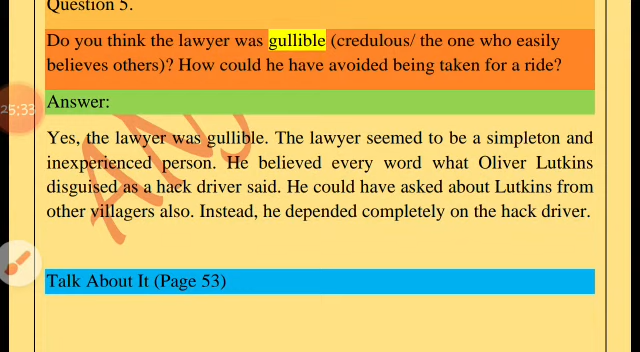 Question 5.
Do you think the lawyer was gullible (credulous/ the one who easily
believes others)? How could he have avoided being taken for a ride?
25:33
Answer:
Yes, the lawyer was gullible. The lawyer seemed to be a simpleton and
inexperienced person. He believed every word what Oliver Lutkins
disguised as a hack driver said. He could have asked about Lutkins from
other villagers also. Instead, he depended completely on the hack driver.
Talk About It (Page 53)